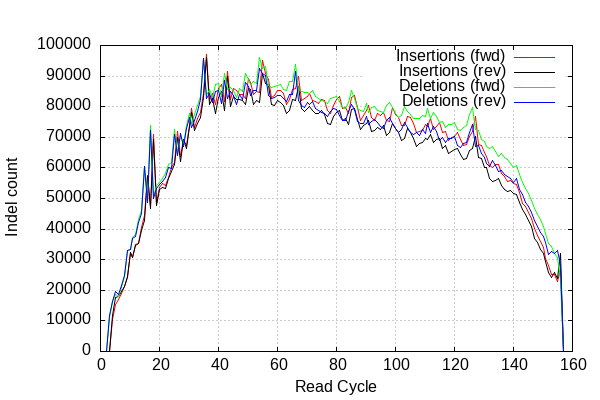 100000
90000
80000
70000
60000
50000
40000
30000
20000
10000
0
Indel count
Insertions (fwd)
Insertions (rev)
Deletions (fwd)
Deletions (rev)
0 20 40 60 80 100 120 140 160
Read Cycle